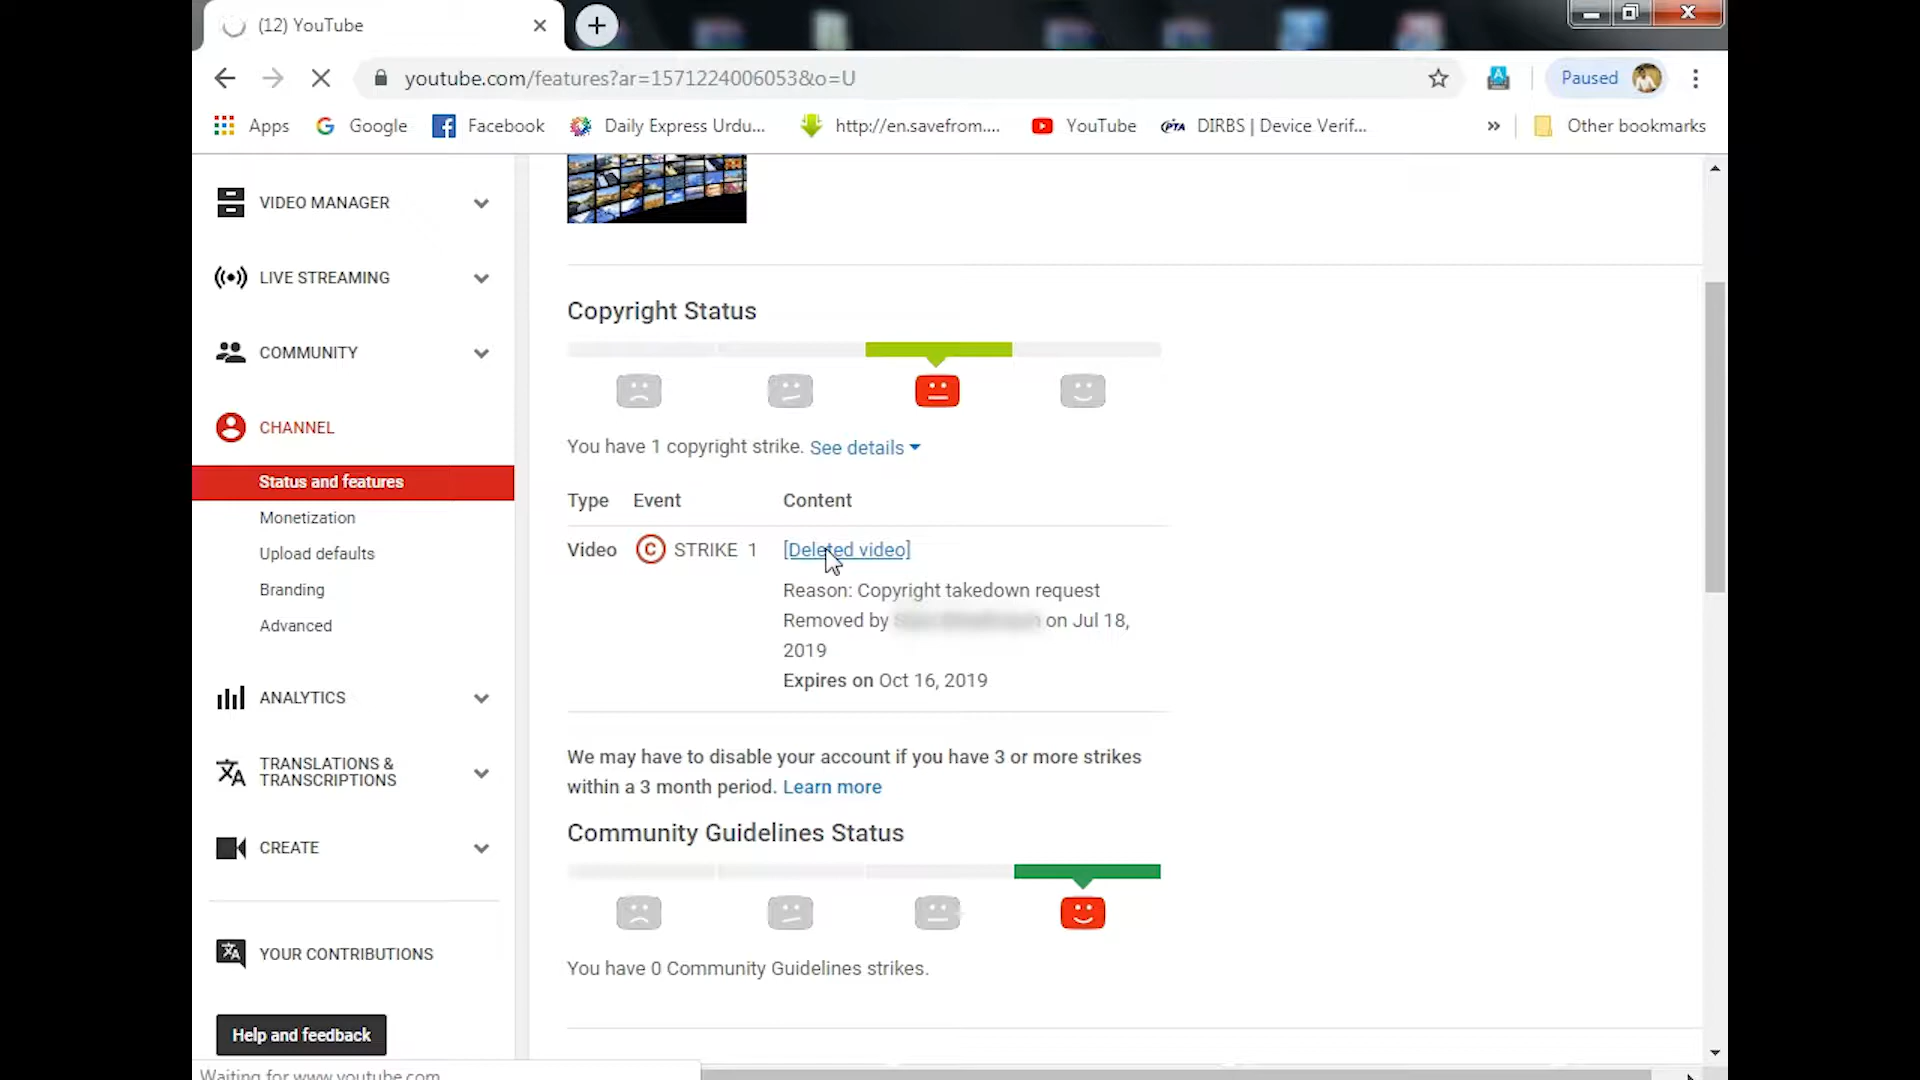 (12) YouTube
youtube.com/features?ar=1571224006053&o=U
Paused
Apps
Google
Facebook
Daily Express Urdu...
http://en.savefrom....
YouTube
PTA DIRBS | Device Verif...
»
Other bookmarks
VIDEO MANAGER
LIVE STREAMING
COMMUNITY
CHANNEL
Status and features
Monetization
Upload defaults
Branding
Advanced
ANALYTICS
TRANSLATIONS &
TRANSCRIPTIONS
CREATE
YOUR CONTRIBUTIONS
Help and feedback
Waiting for www.youtube.com
Copyright Status
You have 1 copyright strike. See details
Type Event Content
Video © STRIKE 1 [Deleted video]
Reason: Copyright takedown request
Removed by on Jul 18,
2019
Expires on Oct 16, 2019
We may have to disable your account if you have 3 or more strikes
within a 3 month period. Learn more
Community Guidelines Status
You have 0 Community Guidelines strikes.